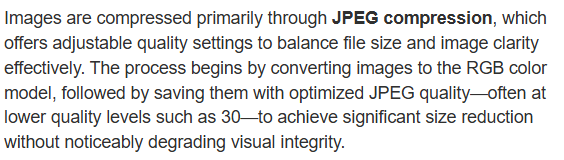 Images are compressed primarily through JPEG compression, which
offers adjustable quality settings to balance file size and image clarity
effectively. The process begins by converting images to the RGB color
model, followed by saving them with optimized JPEG quality—often at
lower quality levels such as 30—to achieve significant size reduction
without noticeably degrading visual integrity.